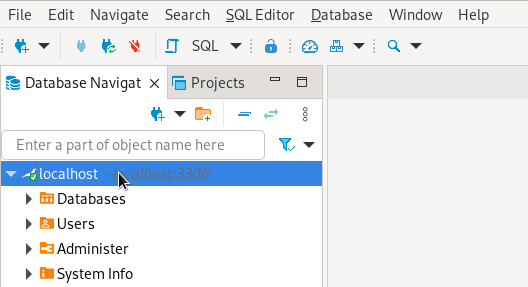 File Edit Navigate Search SQL Editor Database Window Help
SQL
Database Navigat Projects
Enter a part of object name here
localhost - localhost:3306
Databases
Users
Administer
System Info